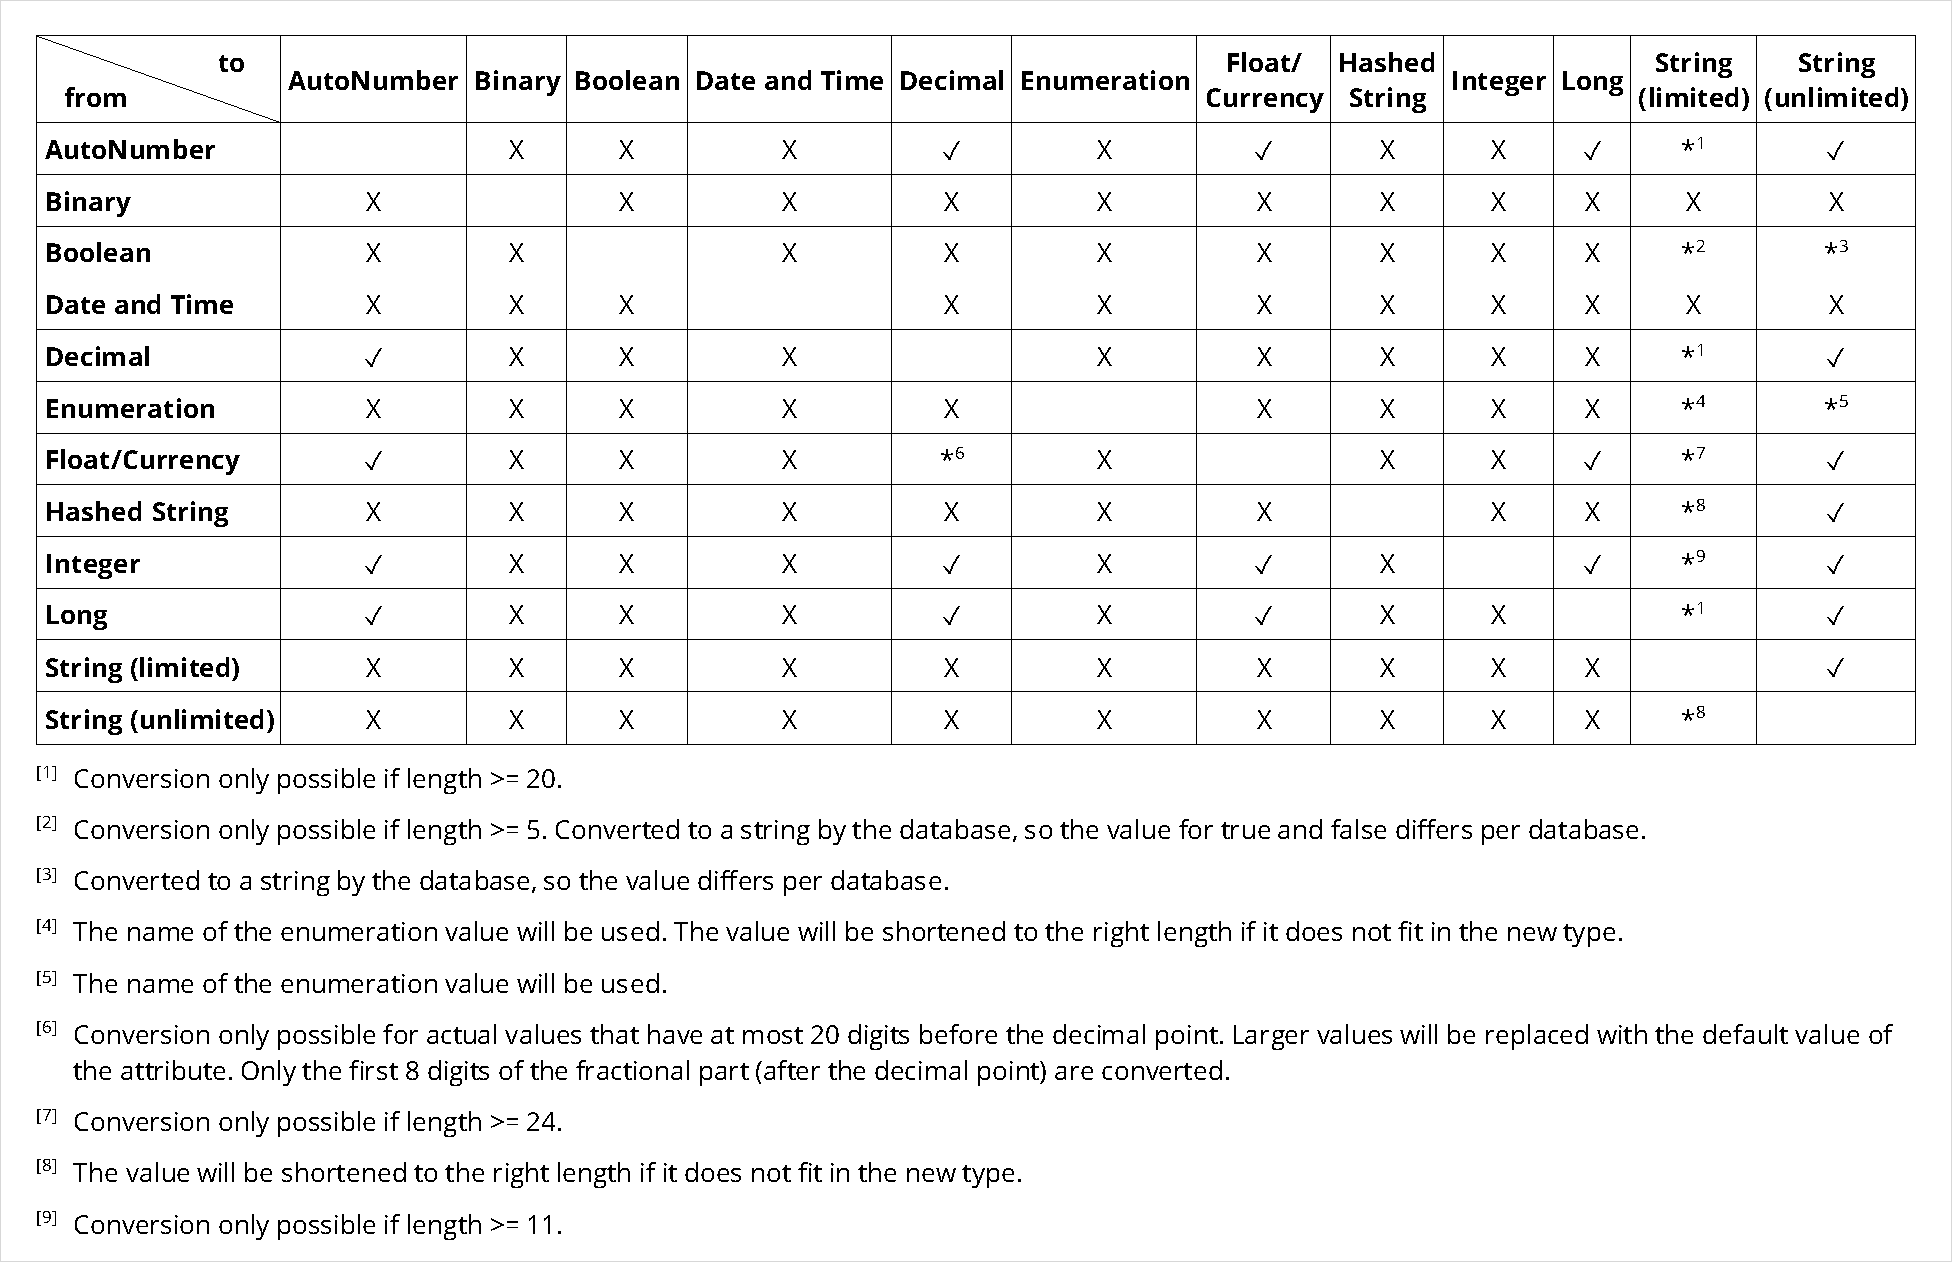 to
from
AutoNumber Binary Boolean Date and Time Decimal Enumeration Float/ Currency Hashed String Integer Long String (limited) String (unlimited)
AutoNumber X X X ✓ X ✓ X X ✓ *1 ✓
Binary X X X X X X X X X X X
Boolean X X X X X X X X X *2 *3
Date and Time X X X X X X X X X X X
Decimal ✓ X X X X X X X X *1 ✓
Enumeration X X X X X X X X X *4 *5
Float/Currency ✓ X X X *6 X X X ✓ *7 ✓
Hashed String X X X X X X X X X *8 ✓
Integer ✓ X X X ✓ X ✓ X ✓ *9 ✓
Long ✓ X X X ✓ X ✓ X X *1 ✓
String (limited) X X X X X X X X X X ✓
String (unlimited) X X X X X X X X X X *8
[1] Conversion only possible if length >= 20.
[2] Conversion only possible if length >= 5. Converted to a string by the database, so the value for true and false differs per database.
[3] Converted to a string by the database, so the value differs per database.
[4] The name of the enumeration value will be used. The value will be shortened to the right length if it does not fit in the new type.
[5] The name of the enumeration value will be used.
[6] Conversion only possible for actual values that have at most 20 digits before the decimal point. Larger values will be replaced with the default value of
the attribute. Only the first 8 digits of the fractional part (after the decimal point) are converted.
[7] Conversion only possible if length >= 24.
[8] The value will be shortened to the right length if it does not fit in the new type.
[9] Conversion only possible if length >= 11.